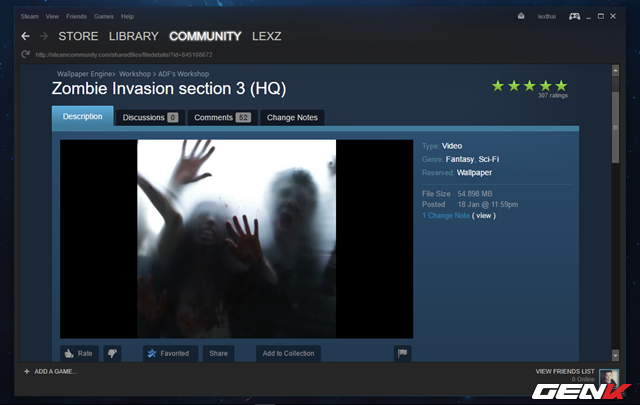 Steam View Friends Games Help
lexthai
STORE LIBRARY COMMUNITY LEXZ
http://steamcommunity.com/sharedfiles/filedetails/?id=845188672
Wallpaper Engine> Workshop > ADF's Workshop
Zombie Invasion section 3 (HQ)
307 ratings
Description Discussions 0 Comments 52 Change Notes
Type: Video
Genre: Fantasy, Sci-Fi
Reserved: Wallpaper
File Size 54.898 MB
Posted 18 Jan @ 11:59pm
1 Change Note ( view )
Rate Favorited Share Add to Collection
+ ADD A GAME...
VIEW FRIENDS LIST
0 Online
GENK